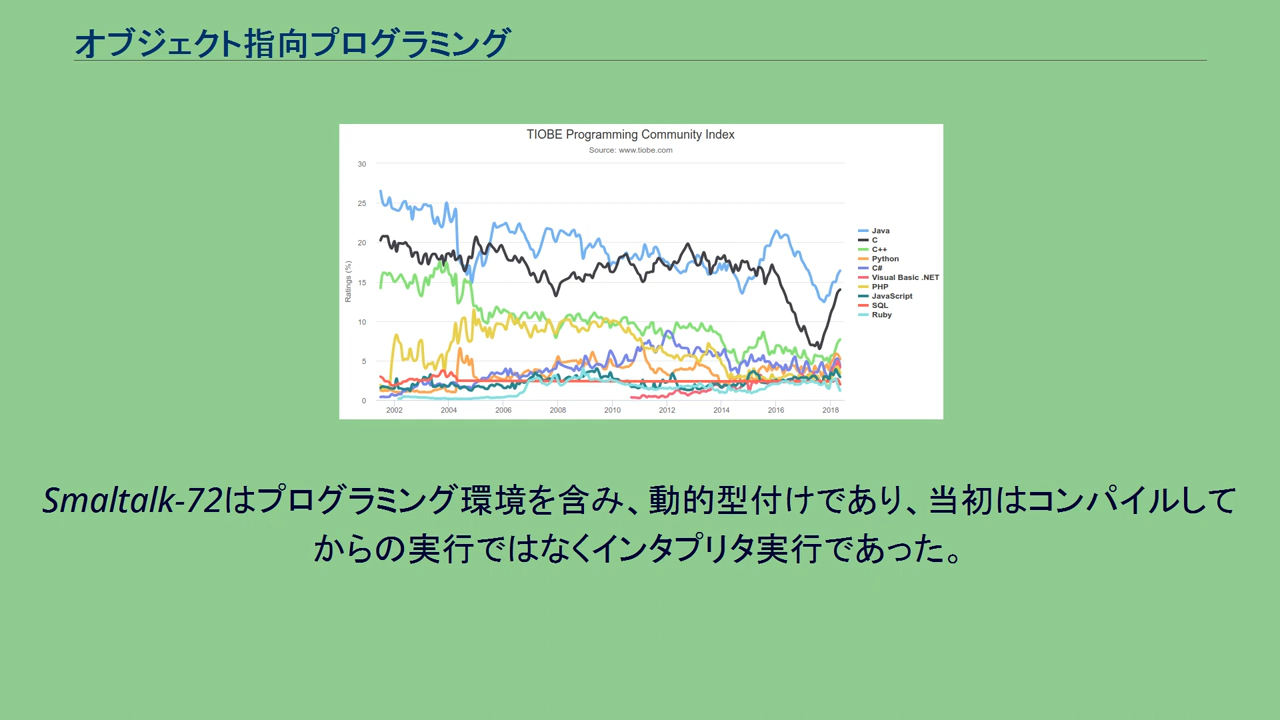 オブジェクト指向プログラミング
TIOBE Programming Community Index
Source: www.tiobe.com
Ratings (%)
30
25
20
15
10
5
0
2002 2004 2006 2008 2010 2012 2014 2016 2018
Java
C
C++
Python
C#
Visual Basic .NET
PHP
JavaScript
SQL
Ruby
Smaltalk-72はプログラミング環境を含み、動的型付けであり、当初はコンパイルして
からの実行ではなくインタプリタ実行であった。